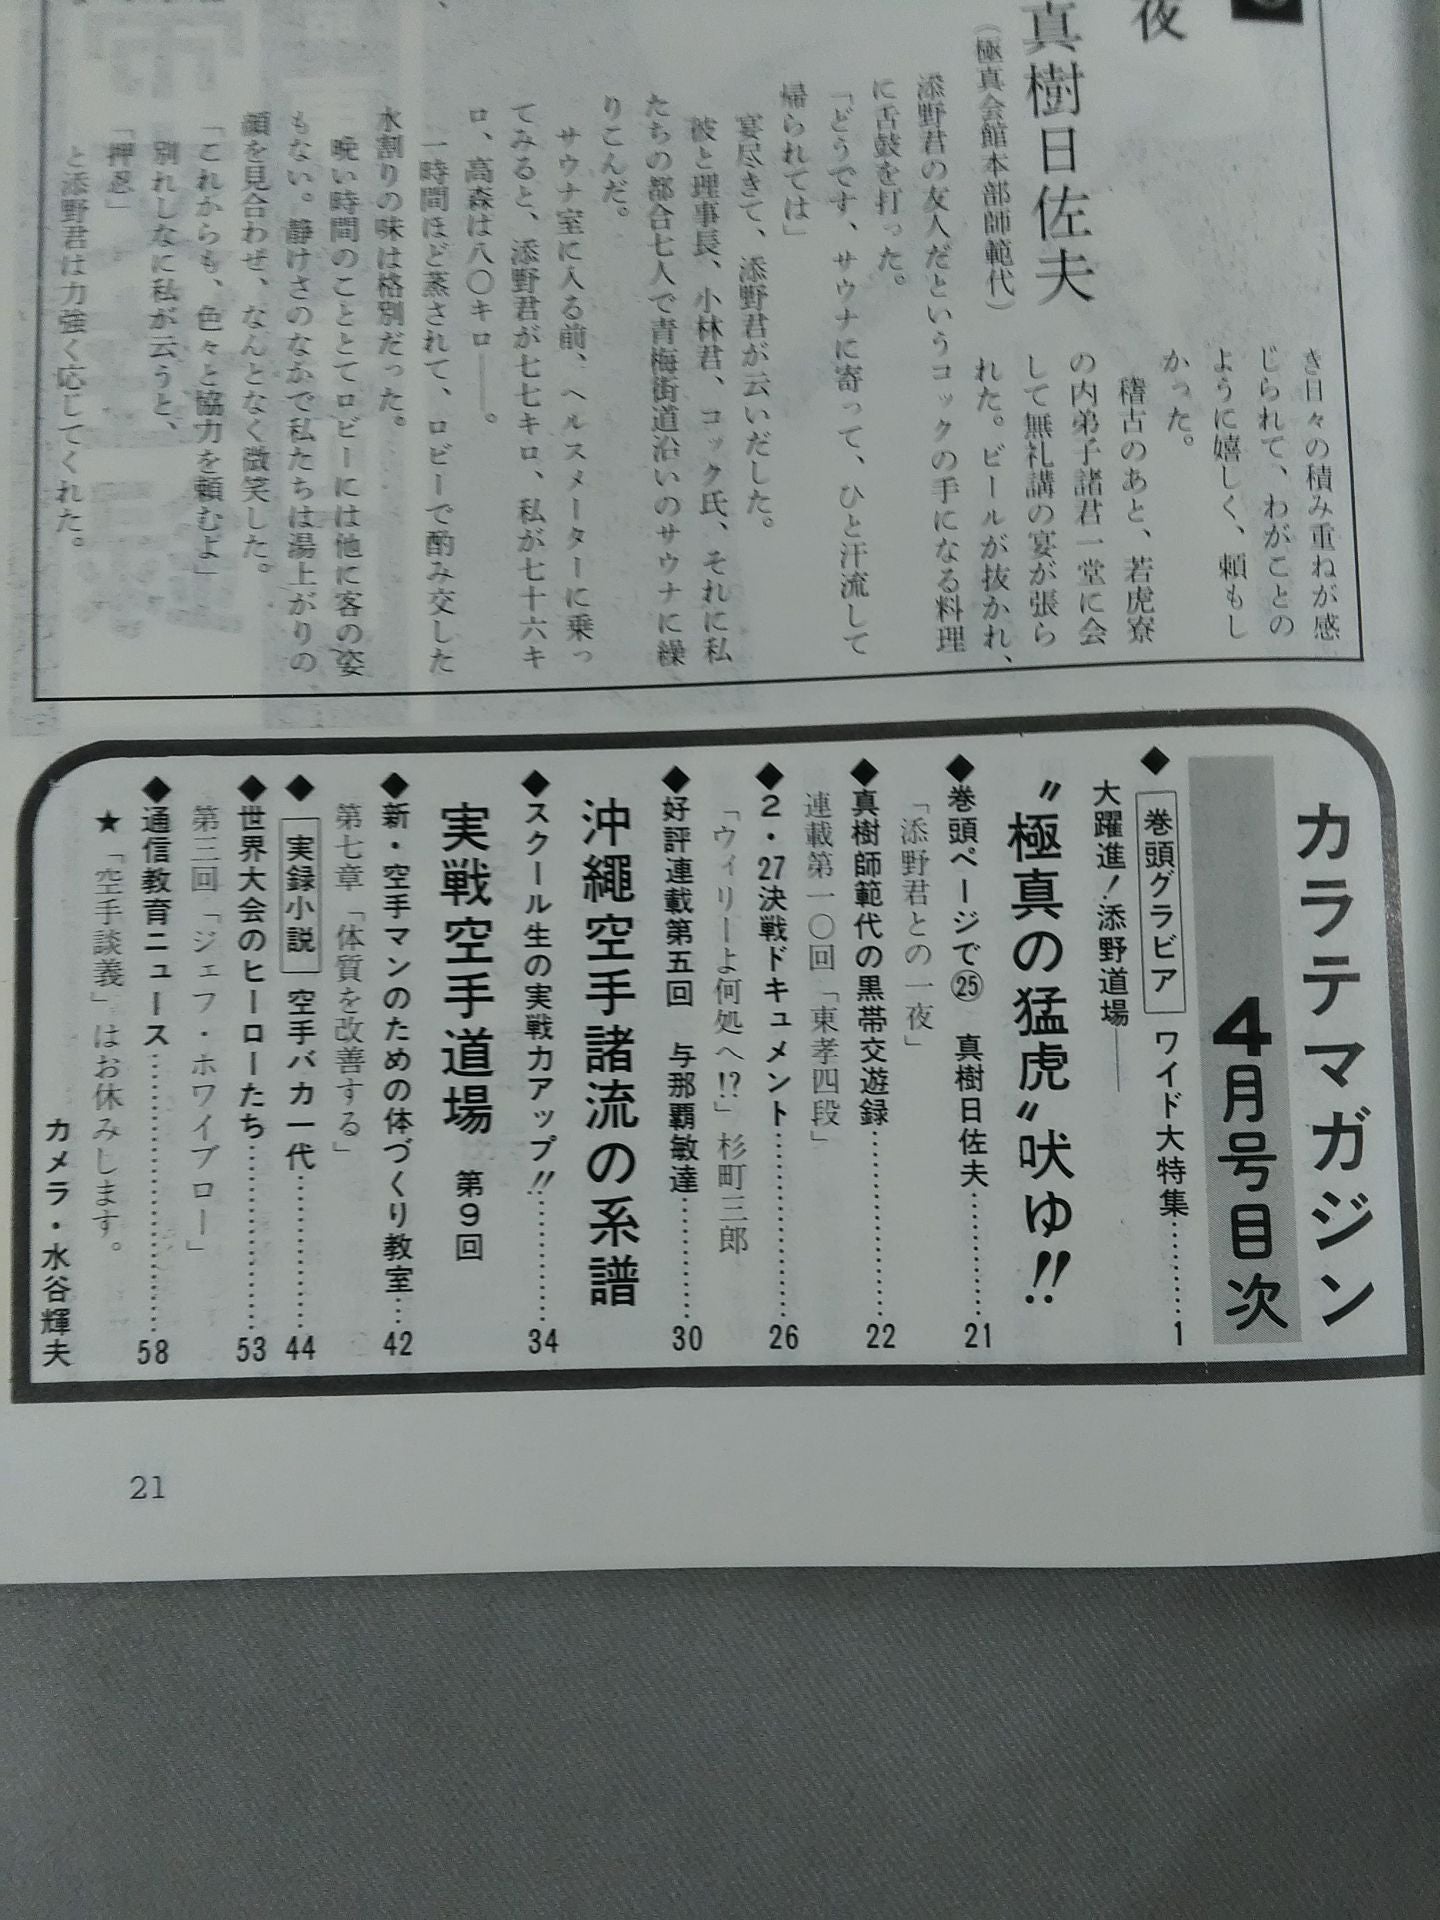 夜
真樹日佐夫
(極真会館本部師範代)
き日々の積み重ねが感
じられて、わがことの
ように嬉しく、頼もし
かった。
稽古のあと、若虎寮
の内弟子諸君一堂に会
して無礼講の宴が張ら
れた。ビールが抜かれ、
添野君の友人だというコックの手になる料理
に舌鼓を打った。
「どうです、サウナに寄って、ひと汗流して
帰られては」
宴尽きて、添野君が云いだした。
彼と理事長、小林君、コック氏、それに私
たちの都合七人で青梅街道沿いのサウナに繰
りこんだ。
サウナ室に入る前、ヘルスメーターに乗っ
てみると、添野君が七七キロ、私が七十六キ
ロ、高森は八〇キロ――。
一時間ほど蒸されて、ロビーで酌み交した
水割りの味は格別だった。
晩い時間のこととてロビーには他に客の姿
もない。静けさのなかで私たちは湯上がりの
顔を見合わせ、なんとなく微笑した。
「これからも、色々と協力を頼むよ」
別れしなに私が云うと、
「押忍」
と添野君は力強く応じてくれた。
カラテマガジン
4月号目次
◆巻頭グラビア ワイド大特集………1
大躍進!添野道場――
“極真の猛虎”吠ゆ!!
◆巻頭ページで㉕ 真樹日佐夫………21
「添野君との一夜」
◆真樹師範代の黒帯交遊録………22
連載第一〇回「東孝四段」
◆2・27決戦ドキュメント………26
「ウィリーよ何処へ!?」杉町三郎
◆好評連載第五回 与那覇敏達………30
沖縄空手諸流の系譜
◆スクール生の実戦力アップ!!………34
実戦空手道場 第9回
◆新・空手マンのための体づくり教室…42
第七章「体質を改善する」
◆実録小説 空手バカ一代………44
◆世界大会のヒーローたち………53
第三回「ジェフ・ホワイブロー」
◆通信教育ニュース………58
★「空手談義」はお休みします。
カメラ・水谷輝夫
21